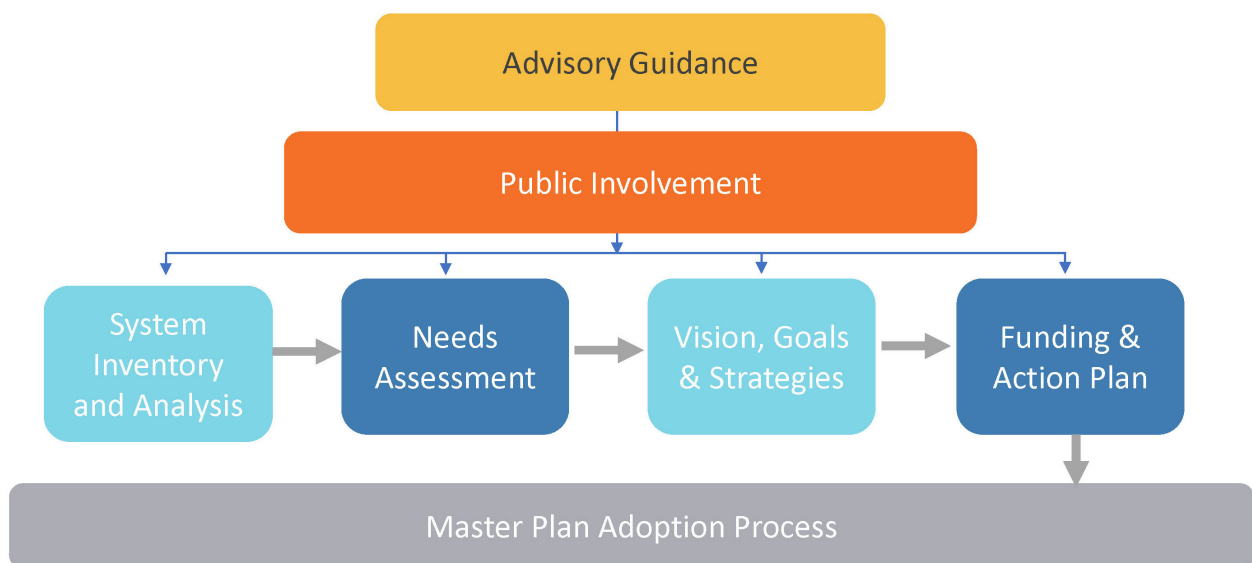 Advisory Guidance
Public Involvement
System
Inventory
and Analysis
Needs
Assessment
Vision, Goals
& Strategies
Funding &
Action Plan
Master Plan Adoption Process